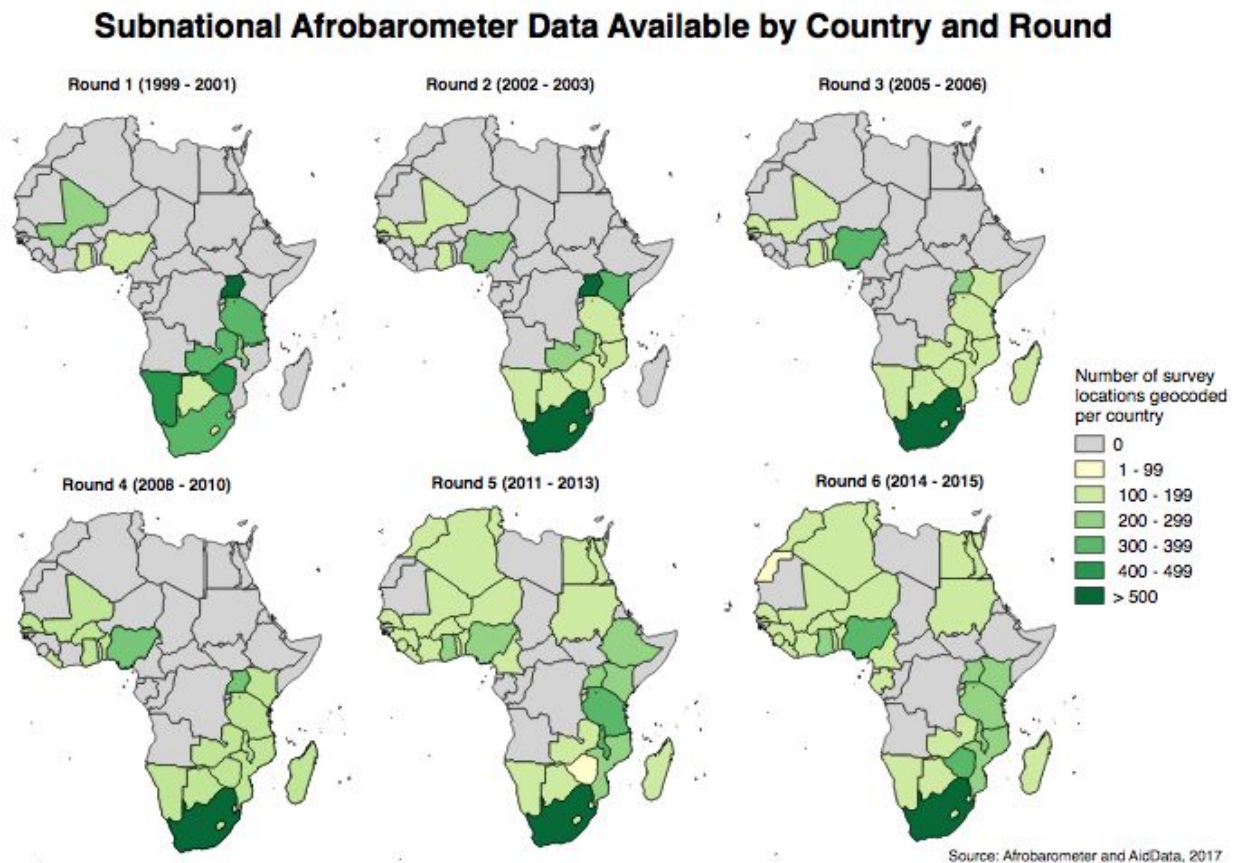 Subnational Afrobarometer Data Available by Country and Round
Round 1 (1999 - 2001)
Round 2 (2002 - 2003)
Round 3 (2005 - 2006)
Number of survey
locations geocoded
per country
0
1 - 99
100 - 199
200 - 299
300 - 399
400 - 499
> 500
Round 4 (2008 - 2010)
Round 5 (2011 - 2013)
Round 6 (2014 - 2015)
Source: Afrobarometer and AidData, 2017